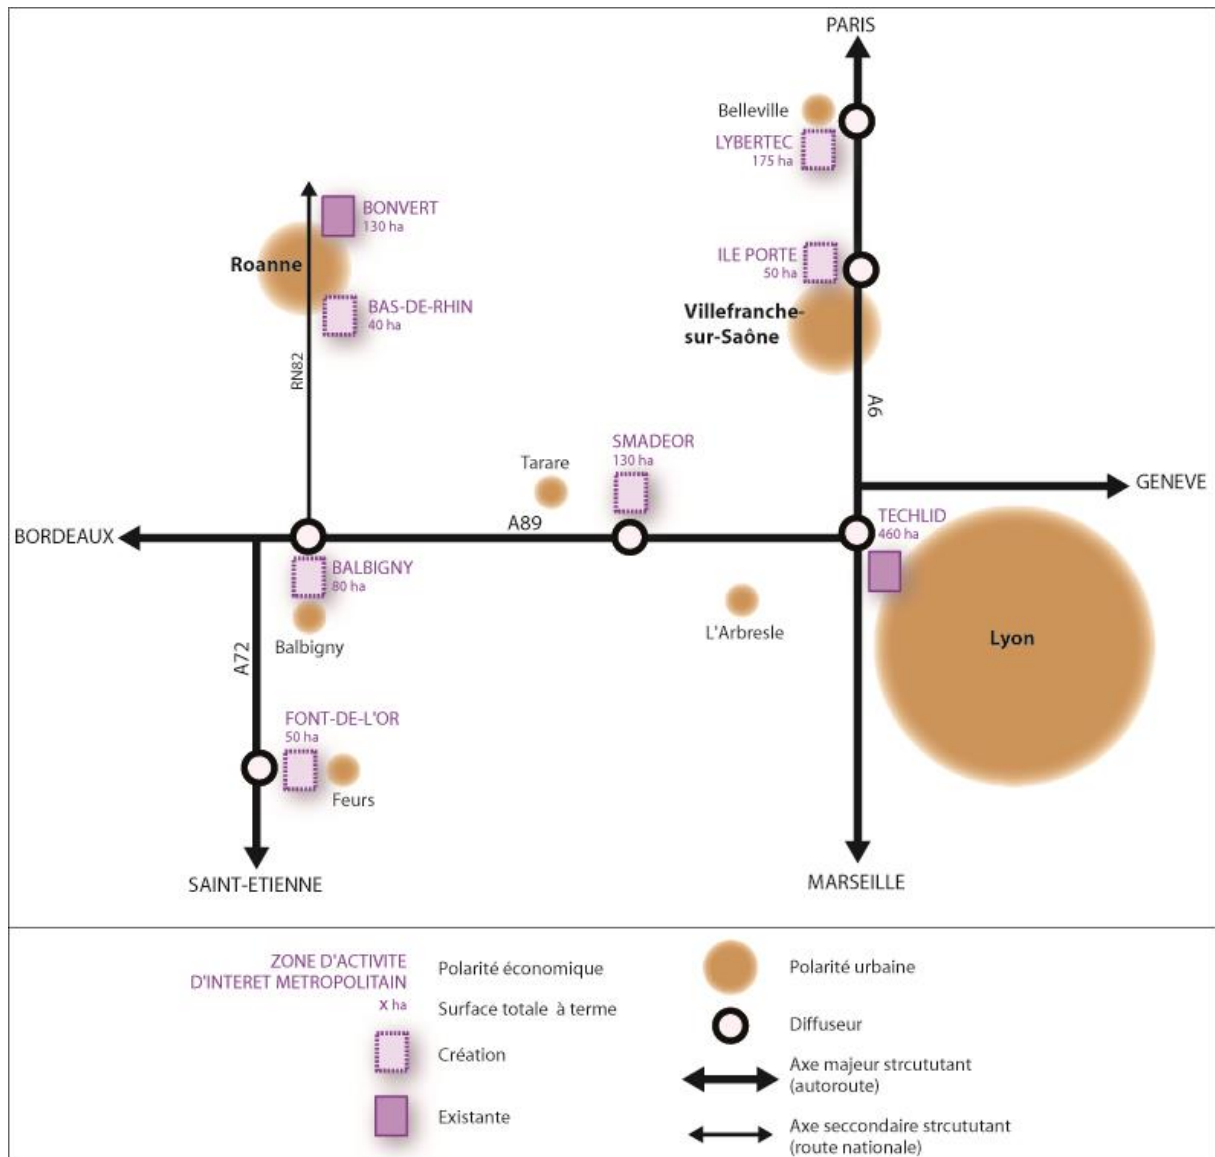 PARIS
Belleville
LYBERTEC
175 ha
BONVERT
130 ha
Roanne
ILE PORTE
50 ha
BAS-DE-RHIN
40 ha
Villefranche-
sur-Saône
RN82
A6
SMADEOR
130 ha
Tarare
GENEVE
TECHLID
460 ha
A89
BORDEAUX
BALBIGNY
80 ha
Balbigny
L'Arbresle
Lyon
A72
FONT-DE-L'OR
50 ha
Feurs
SAINT-ETIENNE
MARSEILLE
ZONE D'ACTIVITE
D'INTERET METROPOLITAIN
x ha
Polarité économique
Surface totale à terme
Création
Existante
Polarité urbaine
Diffuseur
Axe majeur strcututant
(autoroute)
Axe seccondaire strcututant
(route nationale)